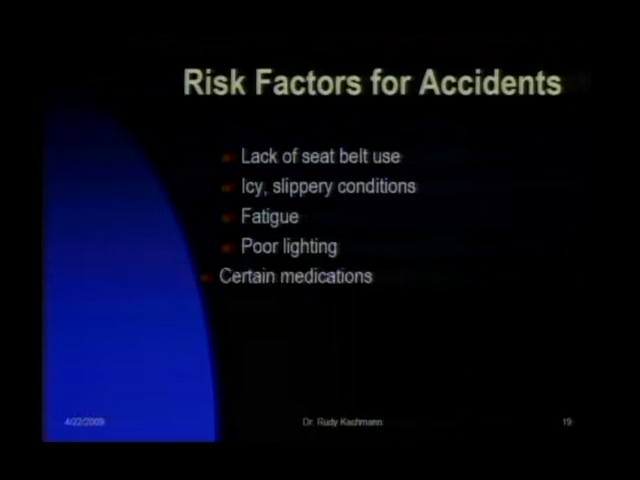 Risk Factors for Accidents
Lack of seat belt use
Icy, slippery conditions
Fatigue
Poor lighting
Certain medications
4/22/2009 Dr. Rudy Kachmann 19